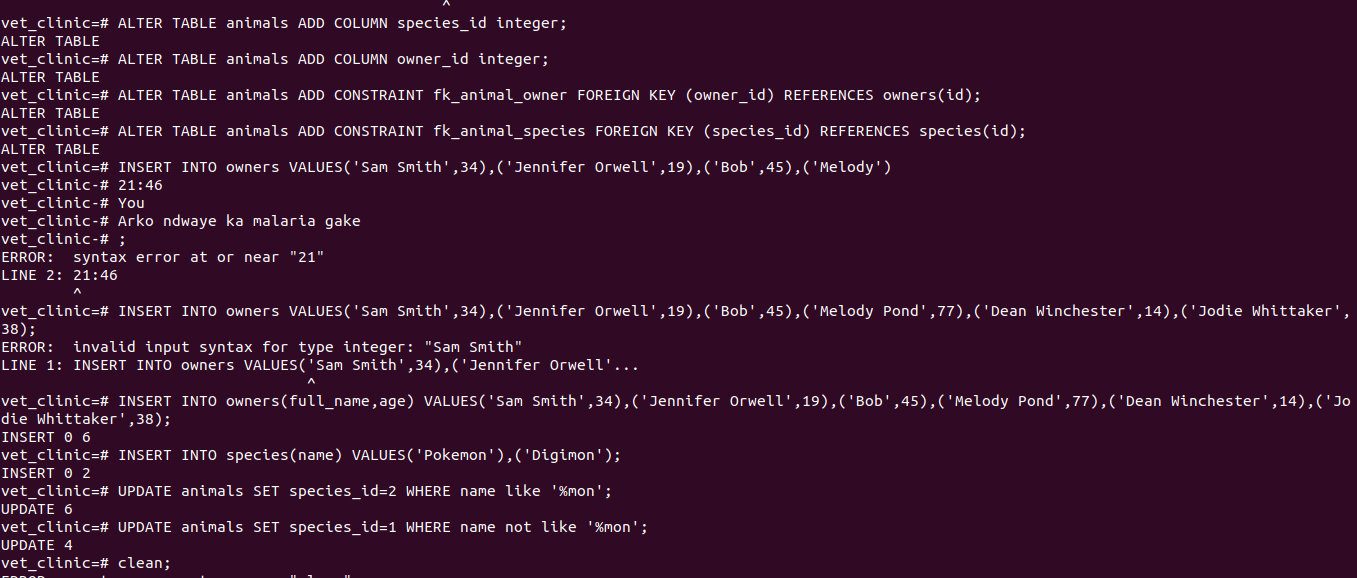 ^
vet_clinic=# ALTER TABLE animals ADD COLUMN species_id integer;
ALTER TABLE
vet_clinic=# ALTER TABLE animals ADD COLUMN owner_id integer;
ALTER TABLE
vet_clinic=# ALTER TABLE animals ADD CONSTRAINT fk_animal_owner FOREIGN KEY (owner_id) REFERENCES owners(id);
ALTER TABLE
vet_clinic=# ALTER TABLE animals ADD CONSTRAINT fk_animal_species FOREIGN KEY (species_id) REFERENCES species(id);
ALTER TABLE
vet_clinic=# INSERT INTO owners VALUES('Sam Smith',34),('Jennifer Orwell',19),('Bob',45),('Melody')
vet_clinic-# 21:46
vet_clinic-# You
vet_clinic-# Arko ndwaye ka malaria gake
vet_clinic-# ;
ERROR:  syntax error at or near "21"
LINE 2: 21:46
^
vet_clinic=# INSERT INTO owners VALUES('Sam Smith',34),('Jennifer Orwell',19),('Bob',45),('Melody Pond',77),('Dean Winchester',14),('Jodie Whittaker',
38);
ERROR:  invalid input syntax for type integer: "Sam Smith"
LINE 1: INSERT INTO owners VALUES('Sam Smith',34),('Jennifer Orwell'...
^
vet_clinic=# INSERT INTO owners(full_name,age) VALUES('Sam Smith',34),('Jennifer Orwell',19),('Bob',45),('Melody Pond',77),('Dean Winchester',14),('Jo
die Whittaker',38);
INSERT 0 6
vet_clinic=# INSERT INTO species(name) VALUES('Pokemon'),('Digimon');
INSERT 0 2
vet_clinic=# UPDATE animals SET species_id=2 WHERE name like '%mon';
UPDATE 6
vet_clinic=# UPDATE animals SET species_id=1 WHERE name not like '%mon';
UPDATE 4
vet_clinic=# clean;